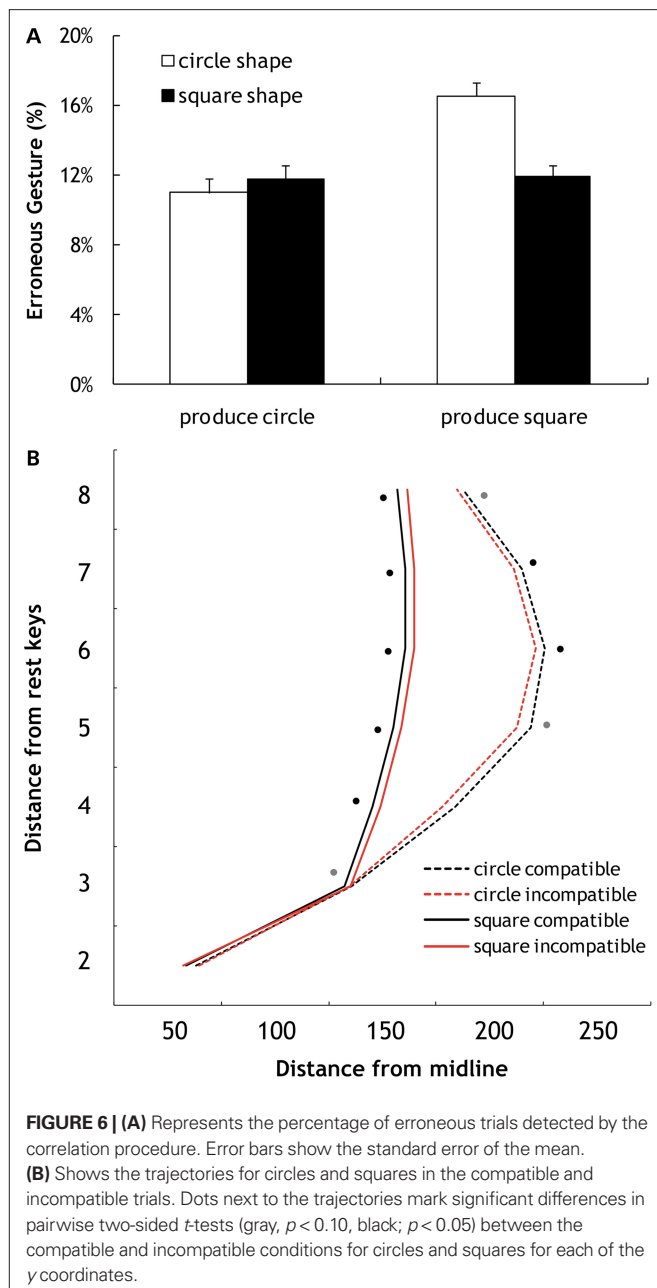 A
20%
16%
12%
8%
4%
0%
Erroneous Gesture (%)
circle shape
square shape
produce circle
produce square
B
8
7
6
5
4
3
2
Distance from rest keys
circle compatible
circle incompatible
square compatible
square incompatible
50 100 150 200 250
Distance from midline
FIGURE 6 | (A) Represents the percentage of erroneous trials detected by the
correlation procedure. Error bars show the standard error of the mean.
(B) Shows the trajectories for circles and squares in the compatible and
incompatible trials. Dots next to the trajectories mark significant differences in
pairwise two-sided t-tests (gray, p < 0.10, black; p < 0.05) between the
compatible and incompatible conditions for circles and squares for each of the
y coordinates.